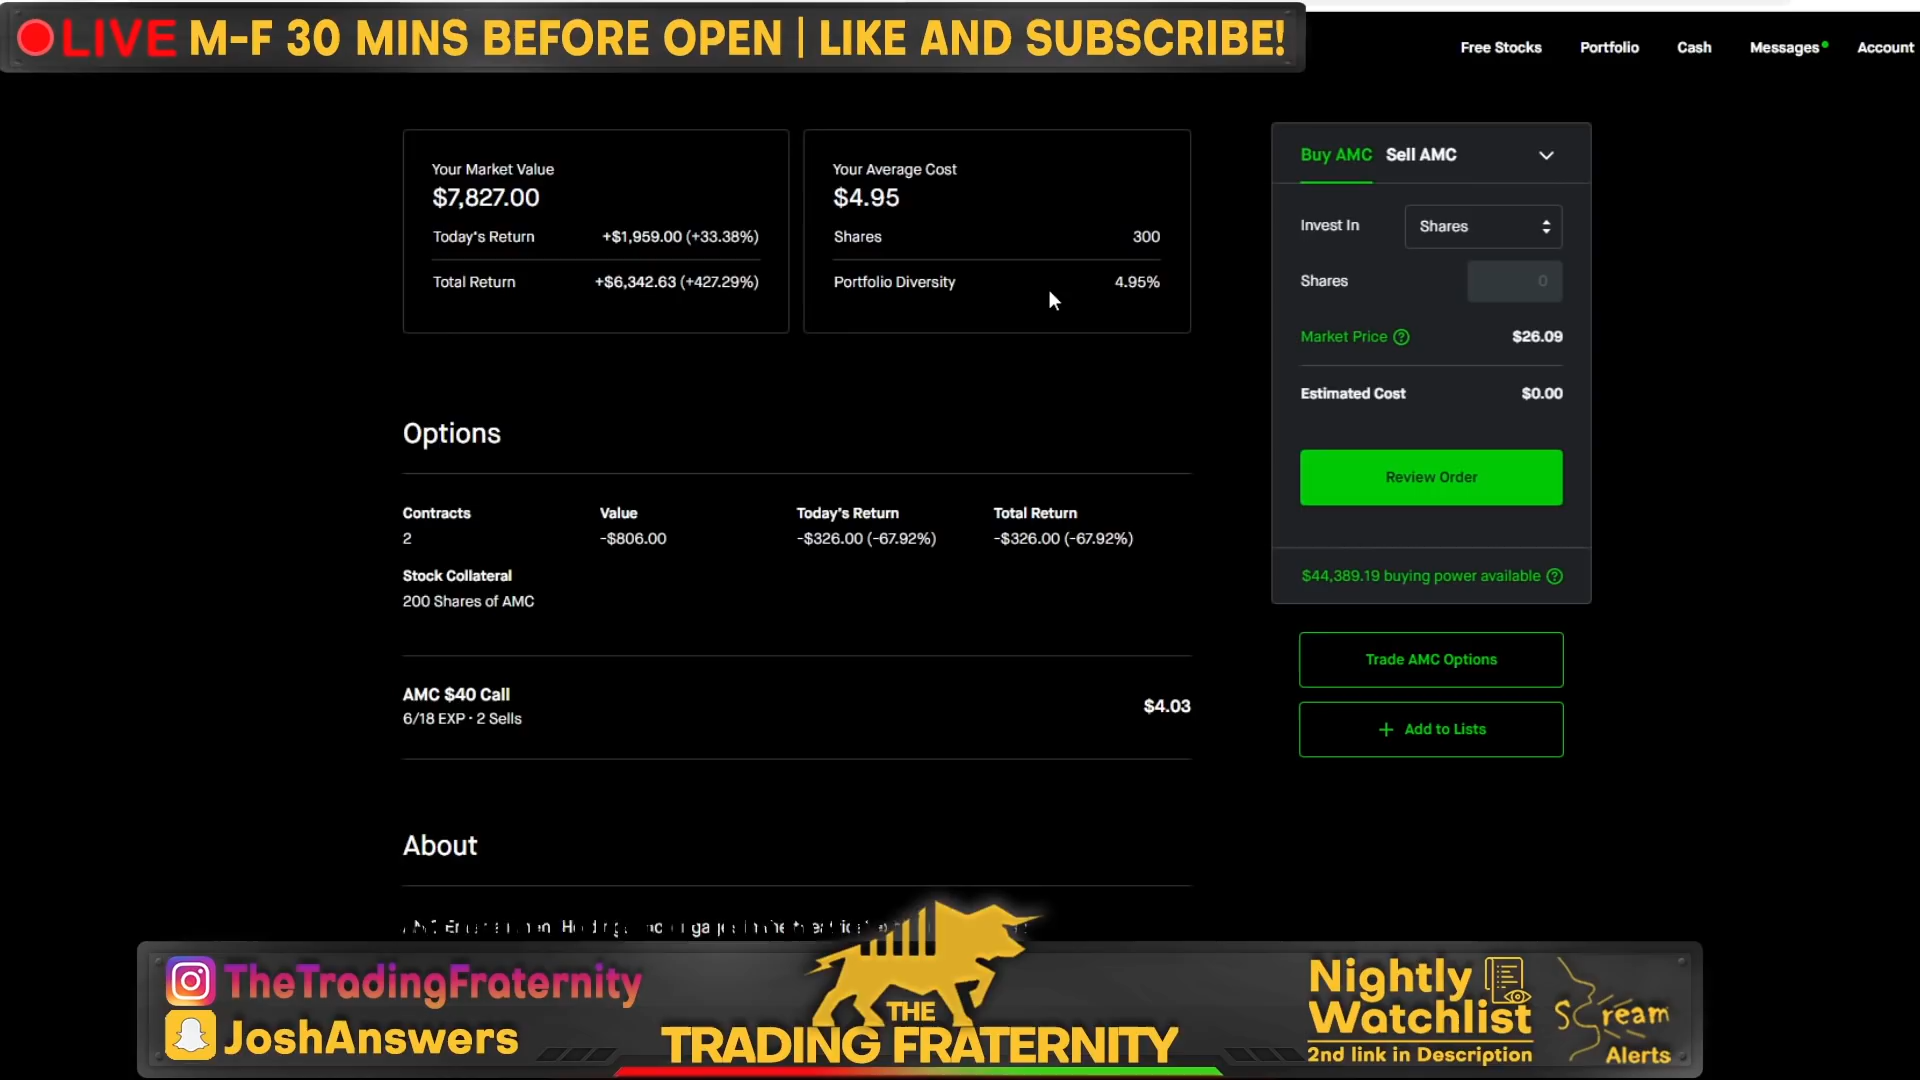 LIVE M-F 30 MINS BEFORE OPEN | LIKE AND SUBSCRIBE!
Free Stocks Portfolio Cash Messages Account
Your Market Value
$7,827.00
Today's Return +$1,959.00 (+33.38%)
Total Return +$6,342.63 (+427.29%)
Your Average Cost
$4.95
Shares 300
Portfolio Diversity 4.95%
Buy AMC Sell AMC
Invest In Shares
Shares 0
Market Price ? $26.09
Estimated Cost $0.00
Review Order
$44,389.19 buying power available ?
Trade AMC Options
+ Add to Lists
Options
Contracts Value Today's Return Total Return
2 -$806.00 -$326.00 (-67.92%) -$326.00 (-67.92%)
Stock Collateral
200 Shares of AMC
AMC $40 Call
6/18 EXP · 2 Sells
$4.03
About
TheTradingFraternity
JoshAnswers
THE
TRADING FRATERNITY
Nightly
Watchlist
2nd link in Description
Scream
Alerts